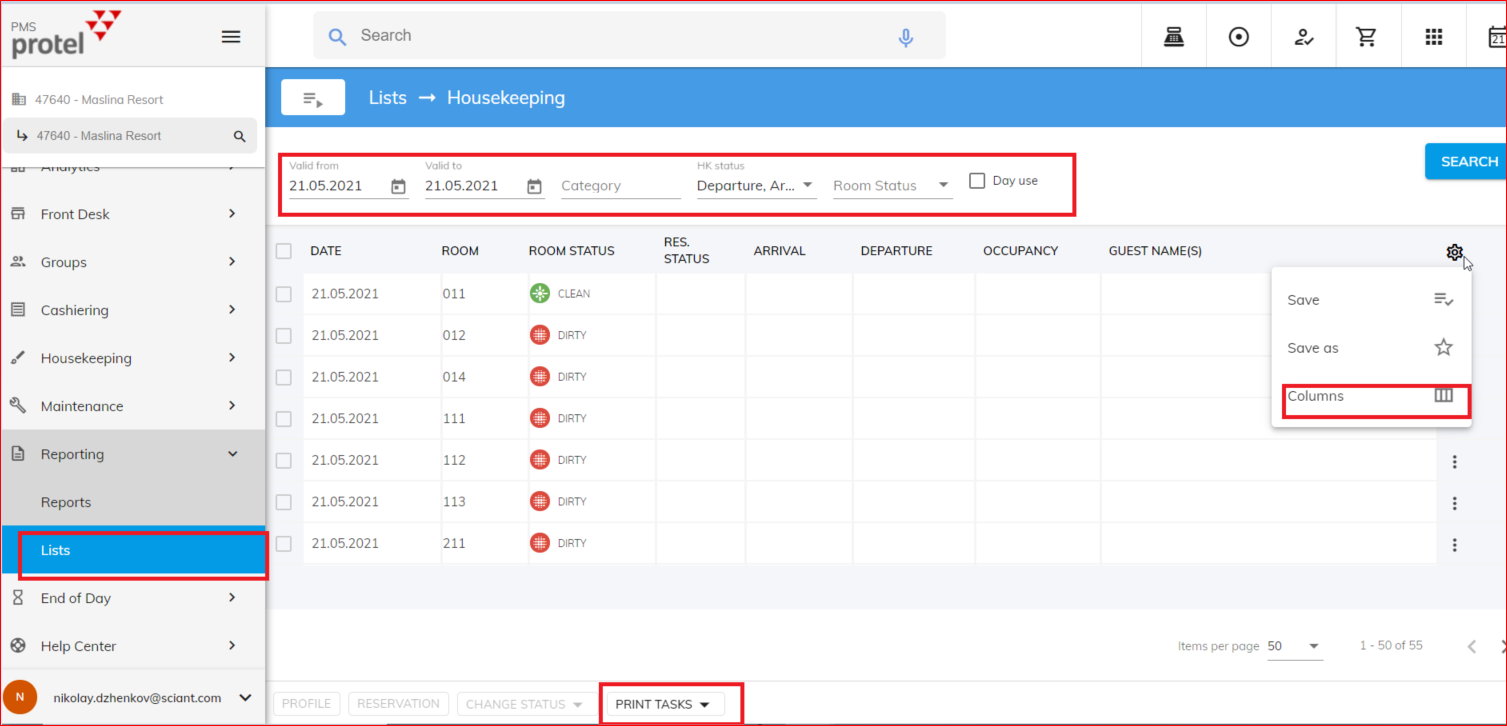 PMS
protel
Search
21
47640 - Maslina Resort
47640 - Maslina Resort
Analytics
Front Desk
Groups
Cashiering
Housekeeping
Maintenance
Reporting
Reports
Lists
End of Day
Help Center
N nikolay.dzhenkov@sciant.com
Lists → Housekeeping
Valid from Valid to HK status
21.05.2021 21.05.2021 Category Departure, Ar... Room Status Day use
SEARCH
DATE ROOM ROOM STATUS RES. STATUS ARRIVAL DEPARTURE OCCUPANCY GUEST NAME(S)
21.05.2021 011 CLEAN
21.05.2021 012 DIRTY
21.05.2021 014 DIRTY
21.05.2021 111 DIRTY
21.05.2021 112 DIRTY
21.05.2021 113 DIRTY
21.05.2021 211 DIRTY
Save
Save as
Columns
Items per page 50 1 - 50 of 55
PROFILE RESERVATION CHANGE STATUS PRINT TASKS